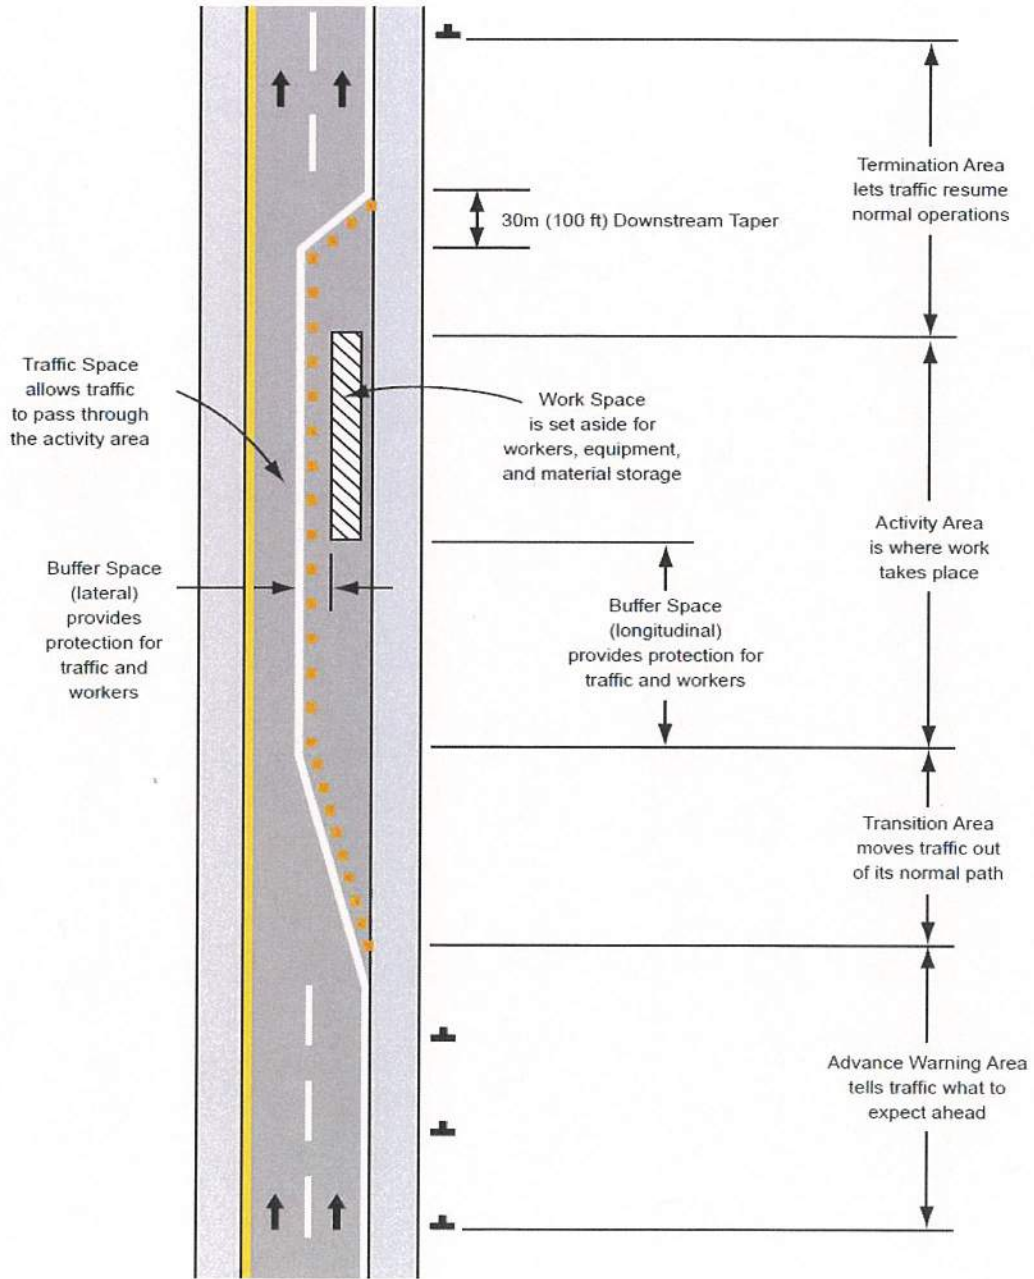 Termination Area
lets traffic resume
normal operations
30m (100 ft) Downstream Taper
Traffic Space
allows traffic
to pass through
the activity area
Work Space
is set aside for
workers, equipment,
and material storage
Activity Area
is where work
takes place
Buffer Space
(lateral)
provides
protection for
traffic and
workers
Buffer Space
(longitudinal)
provides protection for
traffic and workers
Transition Area
moves traffic out
of its normal path
Advance Warning Area
tells traffic what to
expect ahead